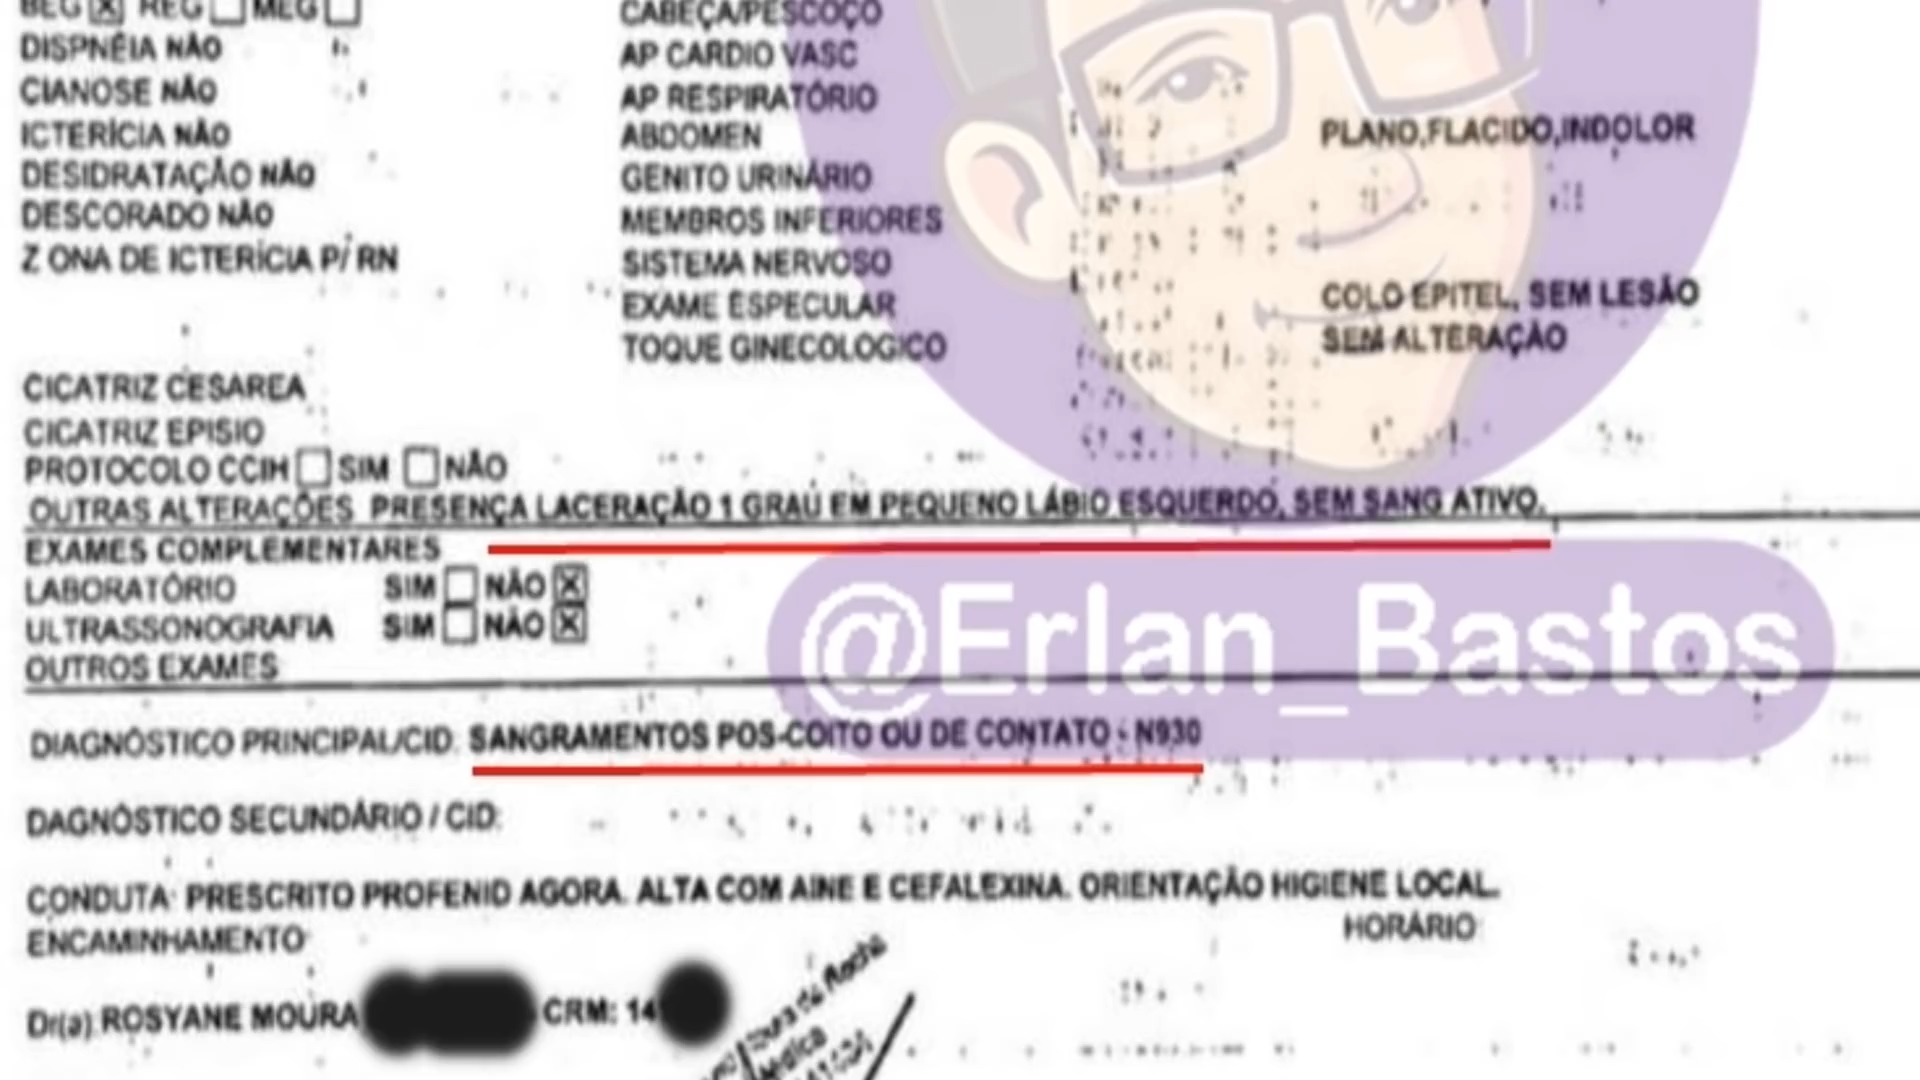 BEG [X] REG [ ] MEG [ ]
DISPNÉIA NÃO
CIANOSE NÃO
ICTERÍCIA NÃO
DESIDRATAÇÃO NÃO
DESCORADO NÃO
Z ONA DE ICTERÍCIA P/ RN
CABEÇA/PESCOÇO
AP CARDIO VASC
AP RESPIRATÓRIO
ABDOMEN PLANO,FLACIDO,INDOLOR
GENITO URINÁRIO
MEMBROS INFERIORES
SISTEMA NERVOSO
EXAME ESPECULAR COLO EPITEL, SEM LESÃO
TOQUE GINECOLOGICO SEM ALTERAÇÃO
CICATRIZ CESAREA
CICATRIZ EPISIO
PROTOCOLO CCIH [ ] SIM [ ] NÃO
OUTRAS ALTERAÇÕES PRESENÇA LACERAÇÃO 1 GRAU EM PEQUENO LÁBIO ESQUERDO, SEM SANG ATIVO.
EXAMES COMPLEMENTARES
LABORATÓRIO SIM [ ] NÃO [X]
ULTRASSONOGRAFIA SIM [ ] NÃO [X]
OUTROS EXAMES
@Erlan_Bastos
DIAGNÓSTICO PRINCIPAL/CID: SANGRAMENTOS POS-COITO OU DE CONTATO - N930
DAGNÓSTICO SECUNDÁRIO / CID:
CONDUTA: PRESCRITO PROFENID AGORA. ALTA COM AINE E CEFALEXINA. ORIENTAÇÃO HIGIENE LOCAL.
ENCAMINHAMENTO: HORÁRIO:
Dr(a): ROSYANE MOURA CRM: 14
da Rocha